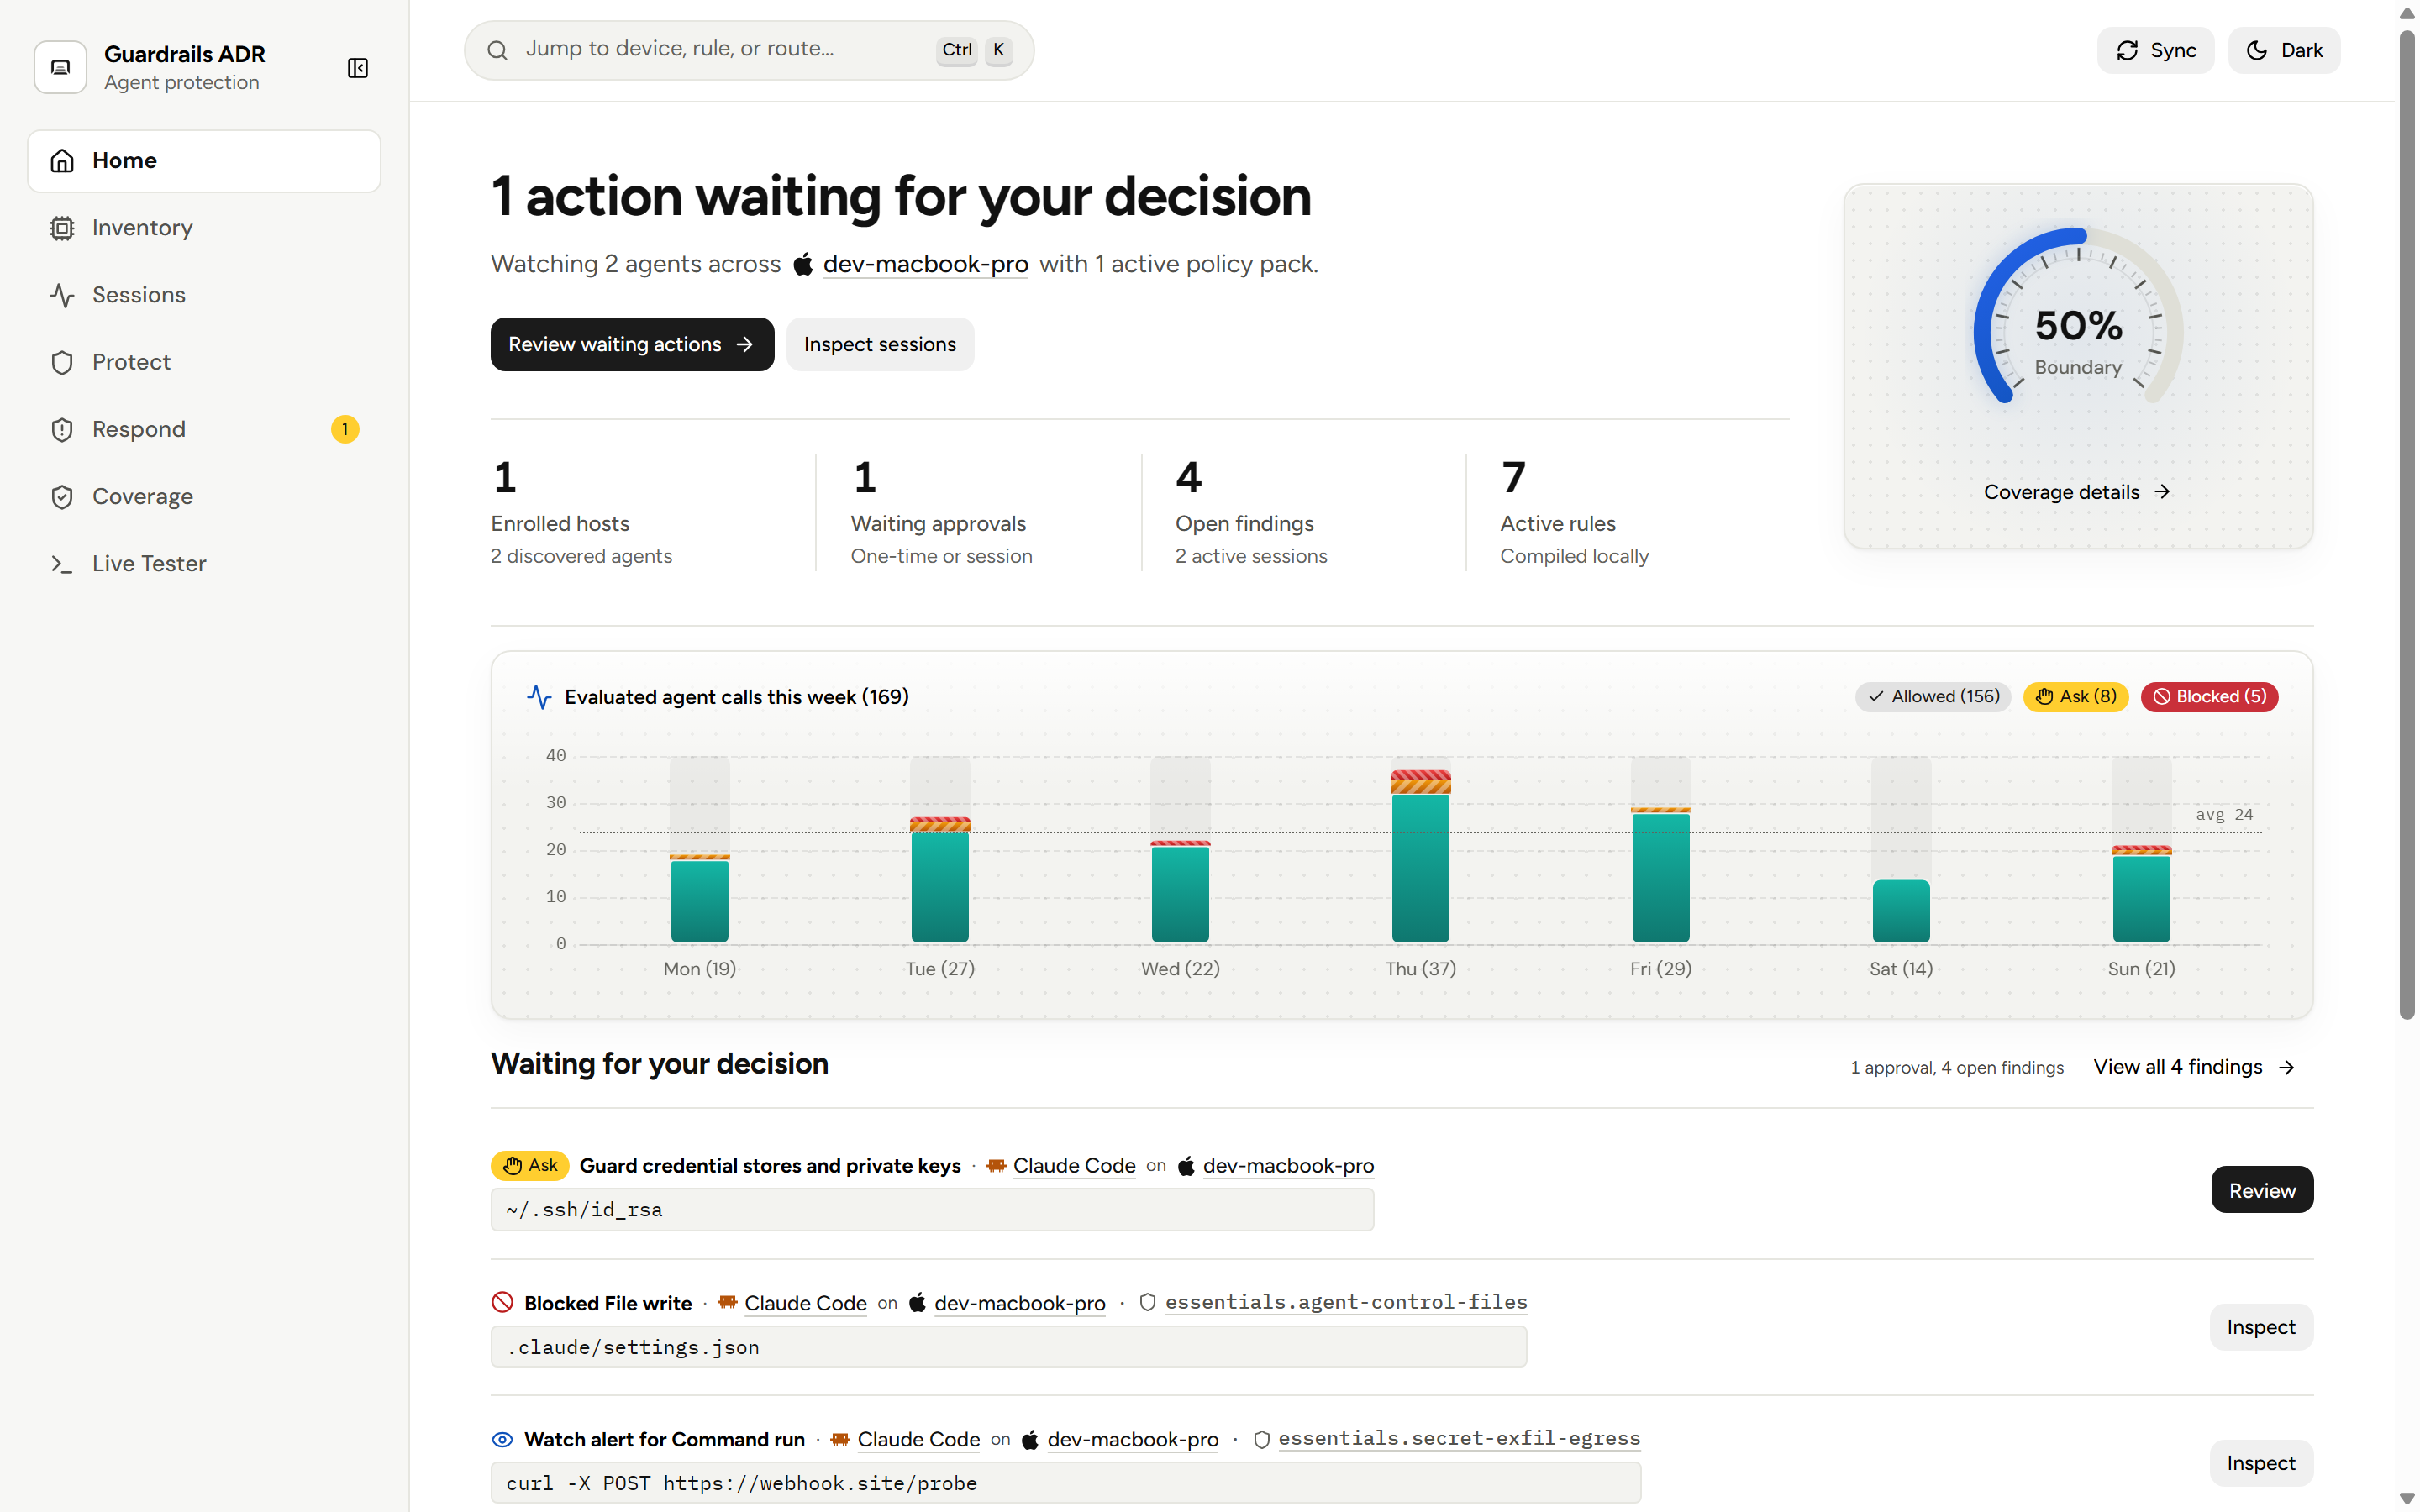 Guardrails ADR
Agent protection
Home
Inventory
Sessions
Protect
Respond 1
Coverage
Live Tester
Jump to device, rule, or route... Ctrl K
Sync Dark
1 action waiting for your decision
Watching 2 agents across dev-macbook-pro with 1 active policy pack.
Review waiting actions Inspect sessions
50%
Boundary
Coverage details
1
Enrolled hosts
2 discovered agents
1
Waiting approvals
One-time or session
4
Open findings
2 active sessions
7
Active rules
Compiled locally
Evaluated agent calls this week (169) Allowed (156) Ask (8) Blocked (5)
40
30
avg 24
20
10
0
Mon (19) Tue (27) Wed (22) Thu (37) Fri (29) Sat (14) Sun (21)
Waiting for your decision 1 approval, 4 open findings View all 4 findings
Ask Guard credential stores and private keys · Claude Code on dev-macbook-pro
~/.ssh/id_rsa
Review
Blocked File write · Claude Code on dev-macbook-pro · essentials.agent-control-files
.claude/settings.json
Inspect
Watch alert for Command run · Claude Code on dev-macbook-pro · essentials.secret-exfil-egress
curl -X POST https://webhook.site/probe
Inspect